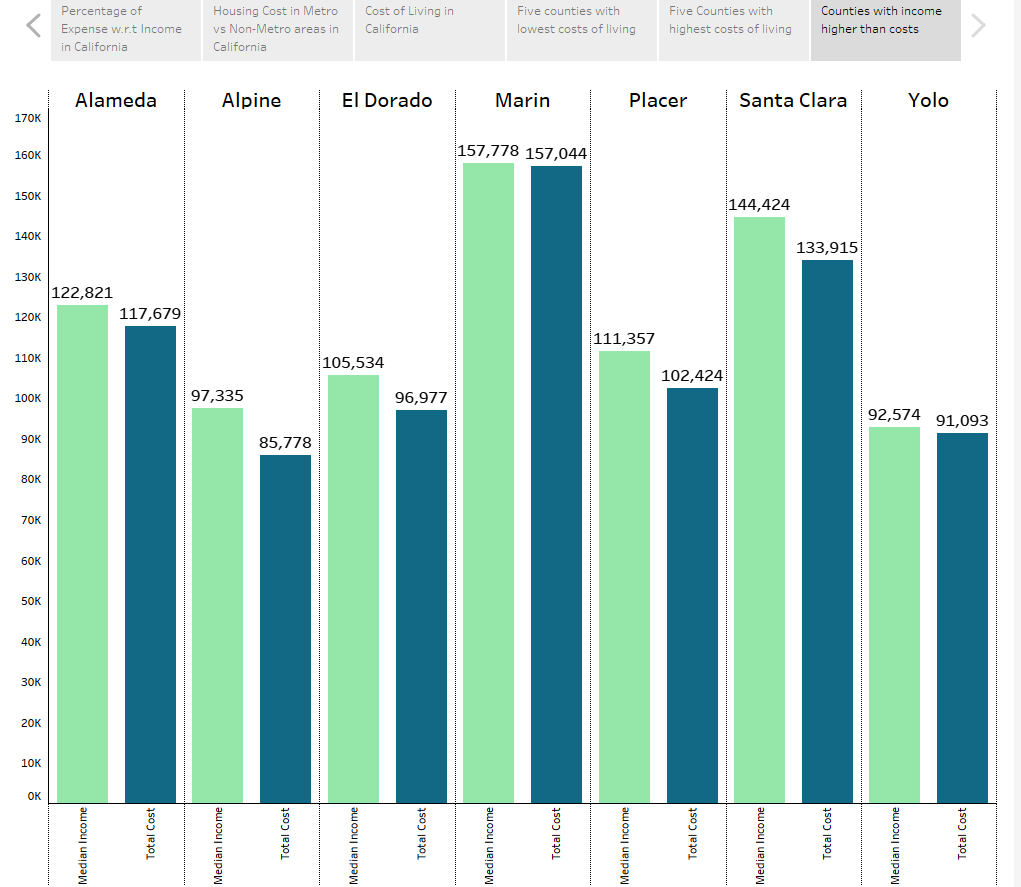 Percentage of
Expense w.r.t Income
in California
Housing Cost in Metro
vs Non-Metro areas in
California
Cost of Living in
California
Five counties with
lowest costs of living
Five Counties with
highest costs of living
Counties with income
higher than costs
Alameda Alpine El Dorado Marin Placer Santa Clara Yolo
170K
160K
150K
140K
130K
120K
110K
100K
90K
80K
70K
60K
50K
40K
30K
20K
10K
0K
122,821
117,679
97,335
85,778
105,534
96,977
157,778
157,044
111,357
102,424
144,424
133,915
92,574
91,093
Median Income
Total Cost
Median Income
Total Cost
Median Income
Total Cost
Median Income
Total Cost
Median Income
Total Cost
Median Income
Total Cost
Median Income
Total Cost